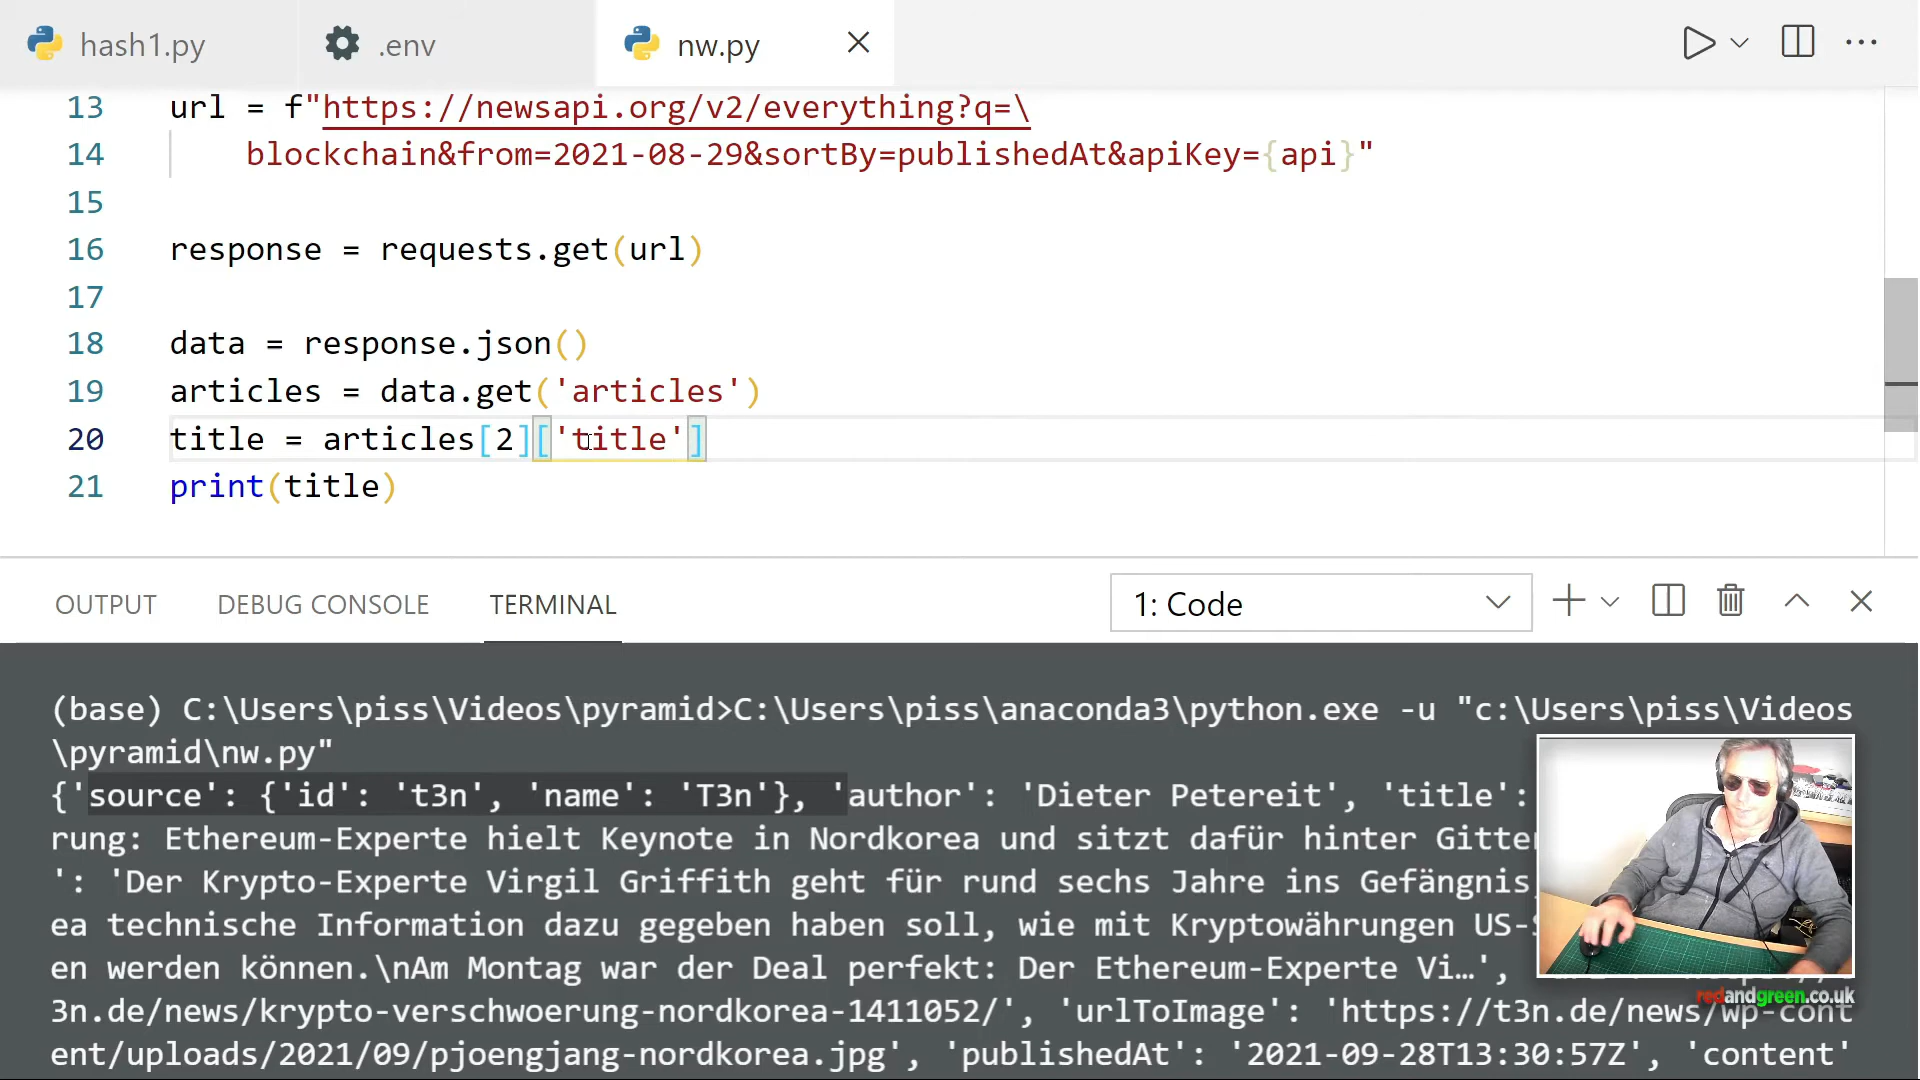 hash1.py .env nw.py
13 url = f"https://newsapi.org/v2/everything?q=\
14 blockchain&from=2021-08-29&sortBy=publishedAt&apiKey={api}"
15
16 response = requests.get(url)
17
18 data = response.json()
19 articles = data.get('articles')
20 title = articles[2]['title']
21 print(title)
OUTPUT DEBUG CONSOLE TERMINAL 1: Code
(base) C:\Users\piss\Videos\pyramid>C:\Users\piss\anaconda3\python.exe -u "c:\Users\piss\Videos
\pyramid\nw.py"
{'source': {'id': 't3n', 'name': 'T3n'}, 'author': 'Dieter Petereit', 'title':
rung: Ethereum-Experte hielt Keynote in Nordkorea und sitzt dafür hinter Gitter
': 'Der Krypto-Experte Virgil Griffith geht für rund sechs Jahre ins Gefängnis,
ea technische Information dazu gegeben haben soll, wie mit Kryptowährungen US-S
en werden können.\nAm Montag war der Deal perfekt: Der Ethereum-Experte Vi…',
3n.de/news/krypto-verschwoerung-nordkorea-1411052/', 'urlToImage': 'https://t3n.de/news/wp-cont
ent/uploads/2021/09/pjoengjang-nordkorea.jpg', 'publishedAt': '2021-09-28T13:30:57Z', 'content'
redandgreen.co.uk